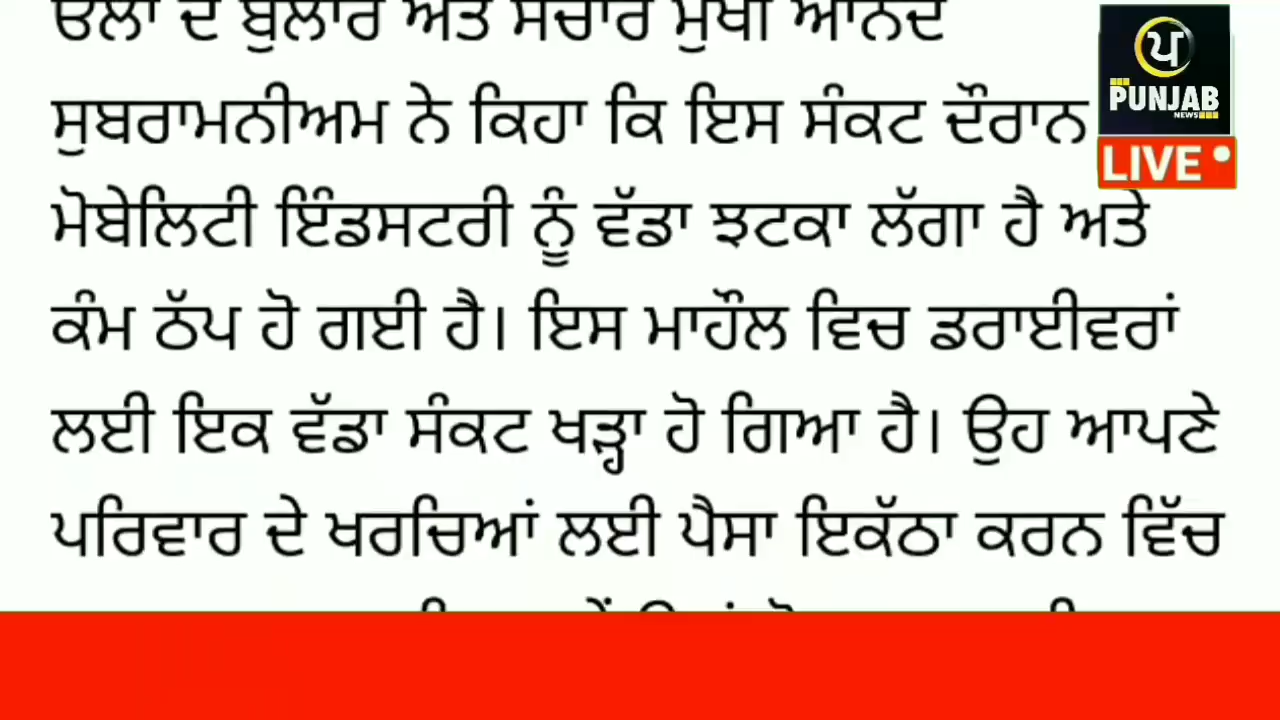 ਓਲਾ ਦੇ ਬੁਲਾਰੇ ਅਤੇ ਸੰਚਾਰ ਮੁਖੀ ਆਨੰਦ
ਸੁਬਰਾਮਨੀਅਮ ਨੇ ਕਿਹਾ ਕਿ ਇਸ ਸੰਕਟ ਦੌਰਾਨ
ਮੋਬੇਲਿਟੀ ਇੰਡਸਟਰੀ ਨੂੰ ਵੱਡਾ ਝਟਕਾ ਲੱਗਾ ਹੈ ਅਤੇ
ਕੰਮ ਠੱਪ ਹੋ ਗਈ ਹੈ। ਇਸ ਮਾਹੌਲ ਵਿਚ ਡਰਾਈਵਰਾਂ
ਲਈ ਇਕ ਵੱਡਾ ਸੰਕਟ ਖੜ੍ਹਾ ਹੋ ਗਿਆ ਹੈ। ਉਹ ਆਪਣੇ
ਪਰਿਵਾਰ ਦੇ ਖਰਚਿਆਂ ਲਈ ਪੈਸਾ ਇਕੱਠਾ ਕਰਨ ਵਿੱਚ
ਪ
PUNJAB
NEWS
LIVE